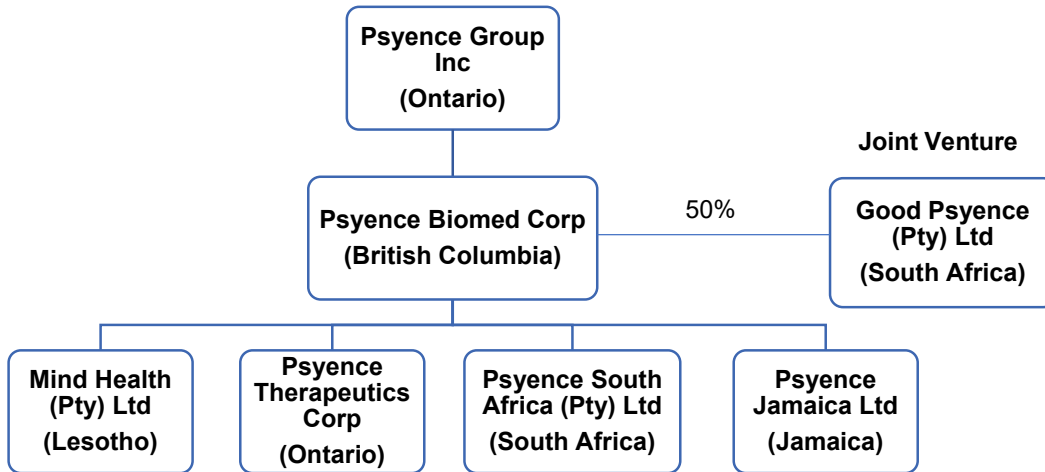 Psyence Group
Inc
(Ontario)
Joint Venture
Psyence Biomed Corp
(British Columbia)
50%
Good Psyence
(Pty) Ltd
(South Africa)
Mind Health
(Pty) Ltd
(Lesotho)
Psyence
Therapeutics
Corp
(Ontario)
Psyence South
Africa (Pty) Ltd
(South Africa)
Psyence
Jamaica Ltd
(Jamaica)